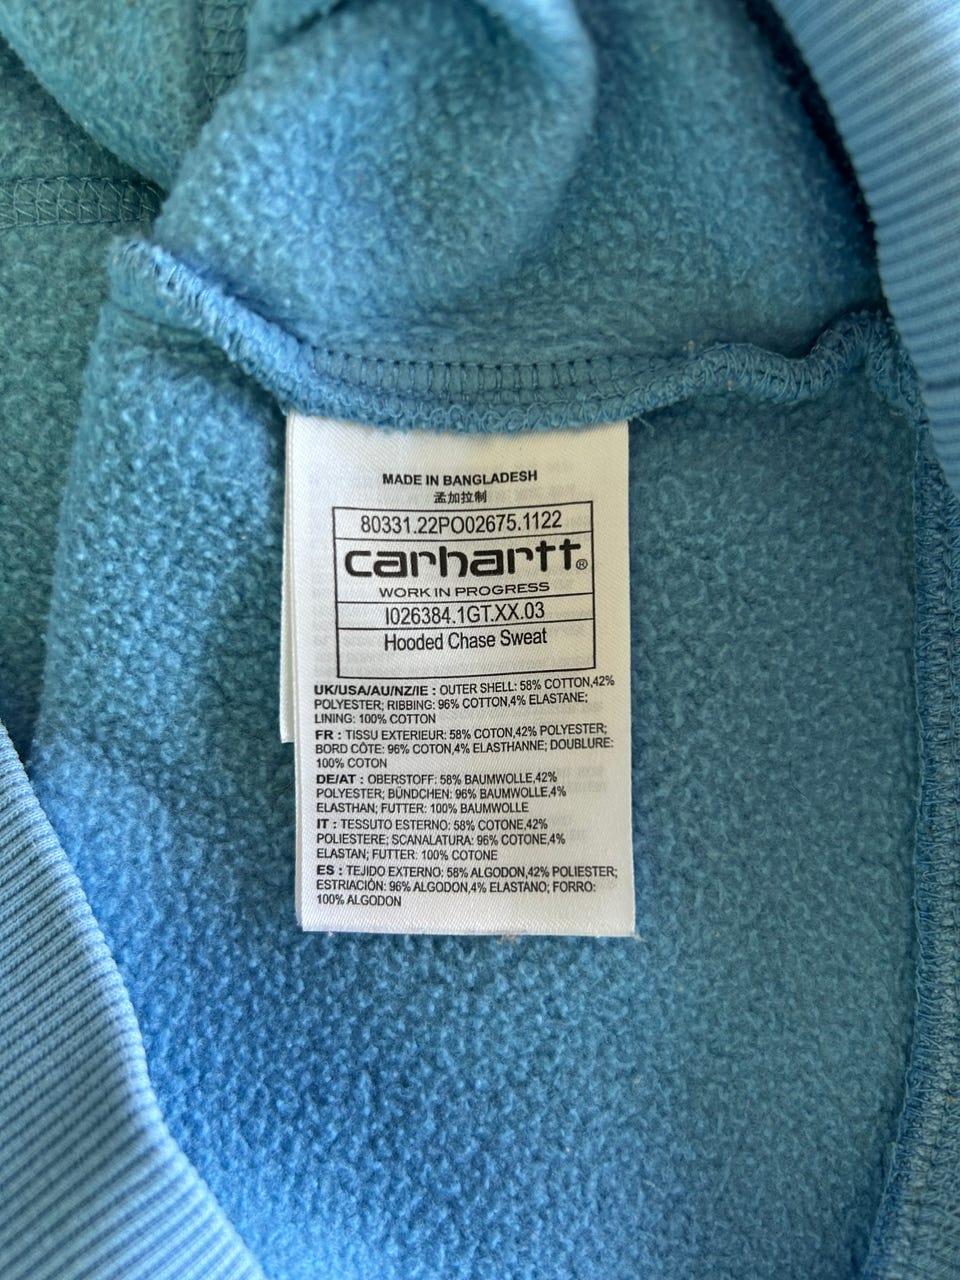 MADE IN BANGLADESH
孟加拉制
80331.22PO02675.1122
carhartt®
WORK IN PROGRESS
I026384.1GT.XX.03
Hooded Chase Sweat
UK/USA/AU/NZ/IE : OUTER SHELL: 58% COTTON,42%
POLYESTER; RIBBING: 96% COTTON,4% ELASTANE;
LINING: 100% COTTON
FR : TISSU EXTERIEUR: 58% COTON,42% POLYESTER;
BORD CÔTE: 96% COTON,4% ELASTHANNE; DOUBLURE:
100% COTON
DE/AT : OBERSTOFF: 58% BAUMWOLLE,42%
POLYESTER; BÜNDCHEN: 96% BAUMWOLLE,4%
ELASTHAN; FUTTER: 100% BAUMWOLLE
IT : TESSUTO ESTERNO: 58% COTONE,42%
POLIESTERE; SCANALATURA: 96% COTONE,4%
ELASTAN; FUTTER: 100% COTONE
ES : TEJIDO EXTERNO: 58% ALGODON,42% POLIESTER;
ESTRIACIÓN: 96% ALGODON,4% ELASTANO; FORRO:
100% ALGODON